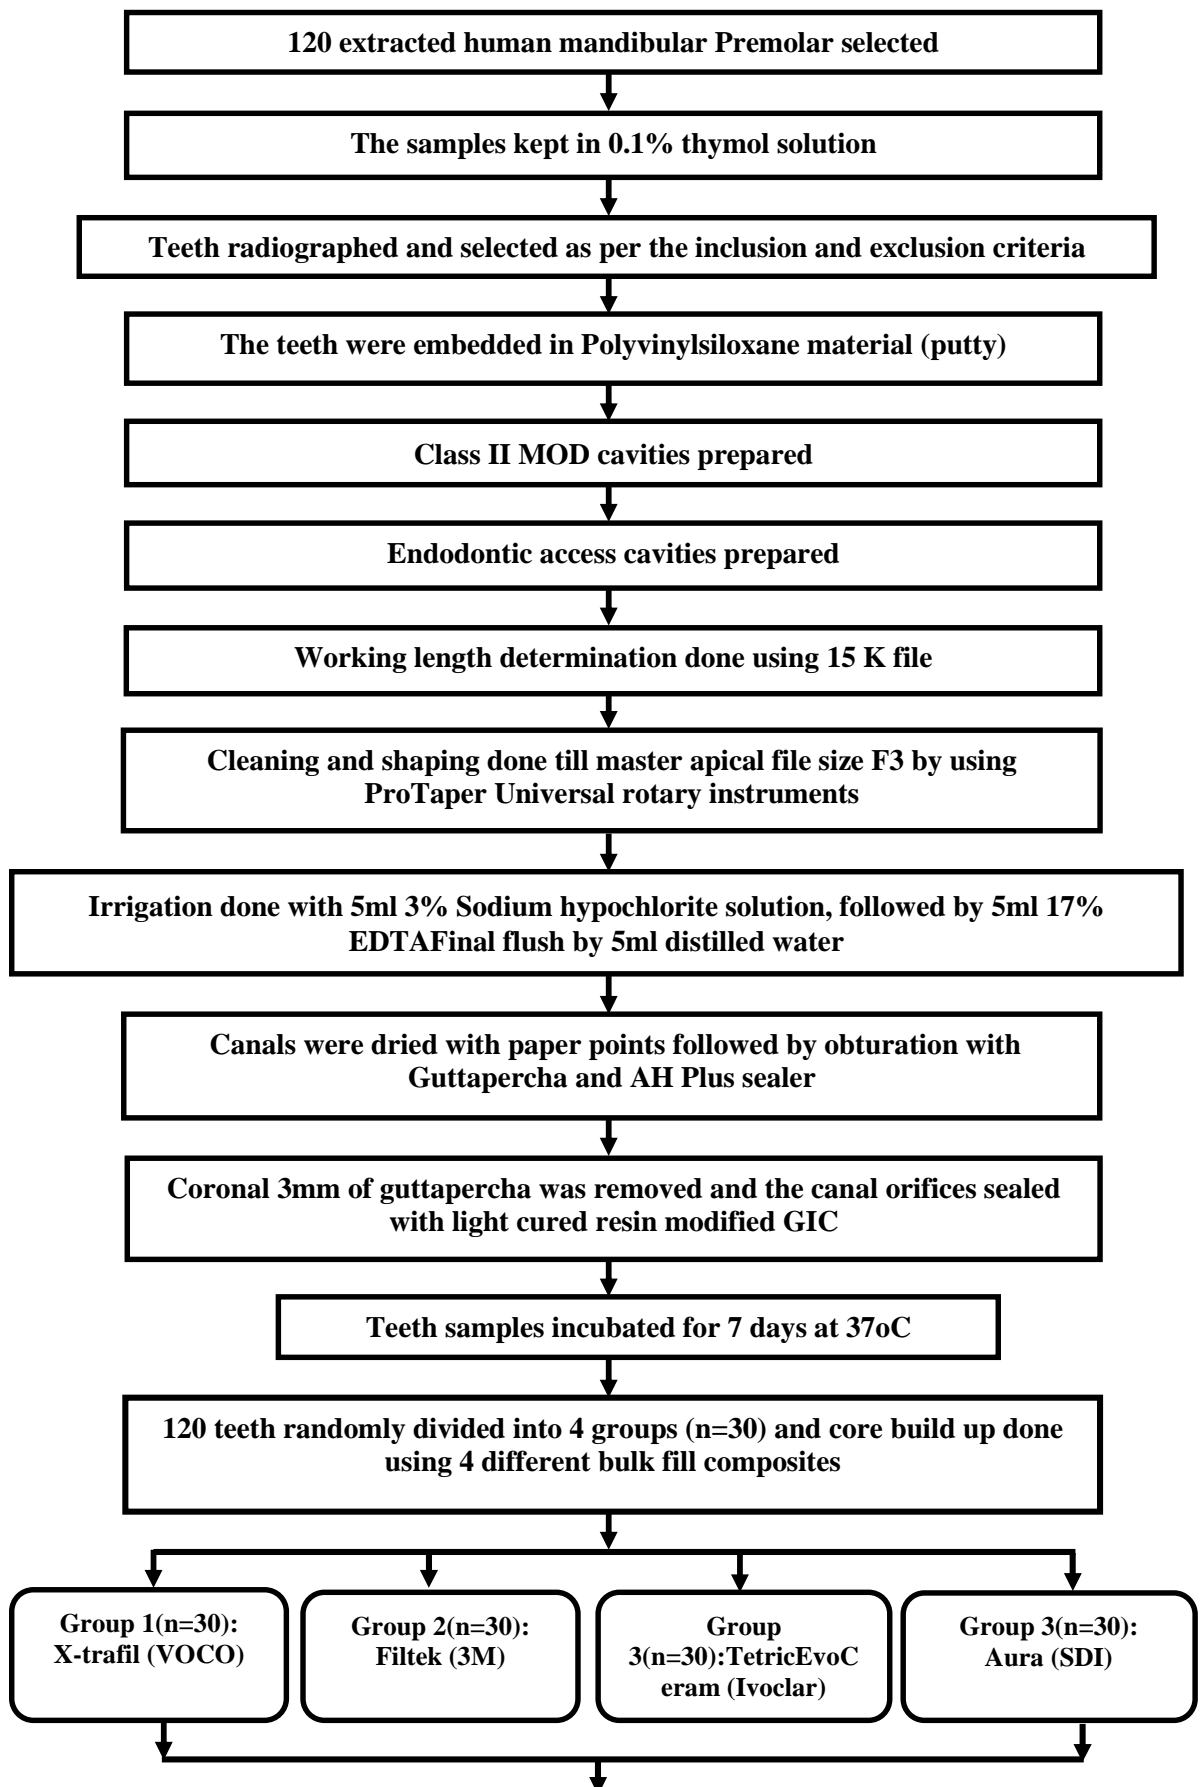 120 extracted human mandibular Premolar selected
The samples kept in 0.1% thymol solution
Teeth radiographed and selected as per the inclusion and exclusion criteria
The teeth were embedded in Polyvinylsiloxane material (putty)
Class II MOD cavities prepared
Endodontic access cavities prepared
Working length determination done using 15 K file
Cleaning and shaping done till master apical file size F3 by using
ProTaper Universal rotary instruments
Irrigation done with 5ml 3% Sodium hypochlorite solution, followed by 5ml 17%
EDTAFinal flush by 5ml distilled water
Canals were dried with paper points followed by obturation with
Guttapercha and AH Plus sealer
Coronal 3mm of guttapercha was removed and the canal orifices sealed
with light cured resin modified GIC
Teeth samples incubated for 7 days at 37oC
120 teeth randomly divided into 4 groups (n=30) and core build up done
using 4 different bulk fill composites
Group 1(n=30):
X-trafil (VOCO)
Group 2(n=30):
Filtek (3M)
Group
3(n=30):TetricEvoC
eram (Ivoclar)
Group 3(n=30):
Aura (SDI)